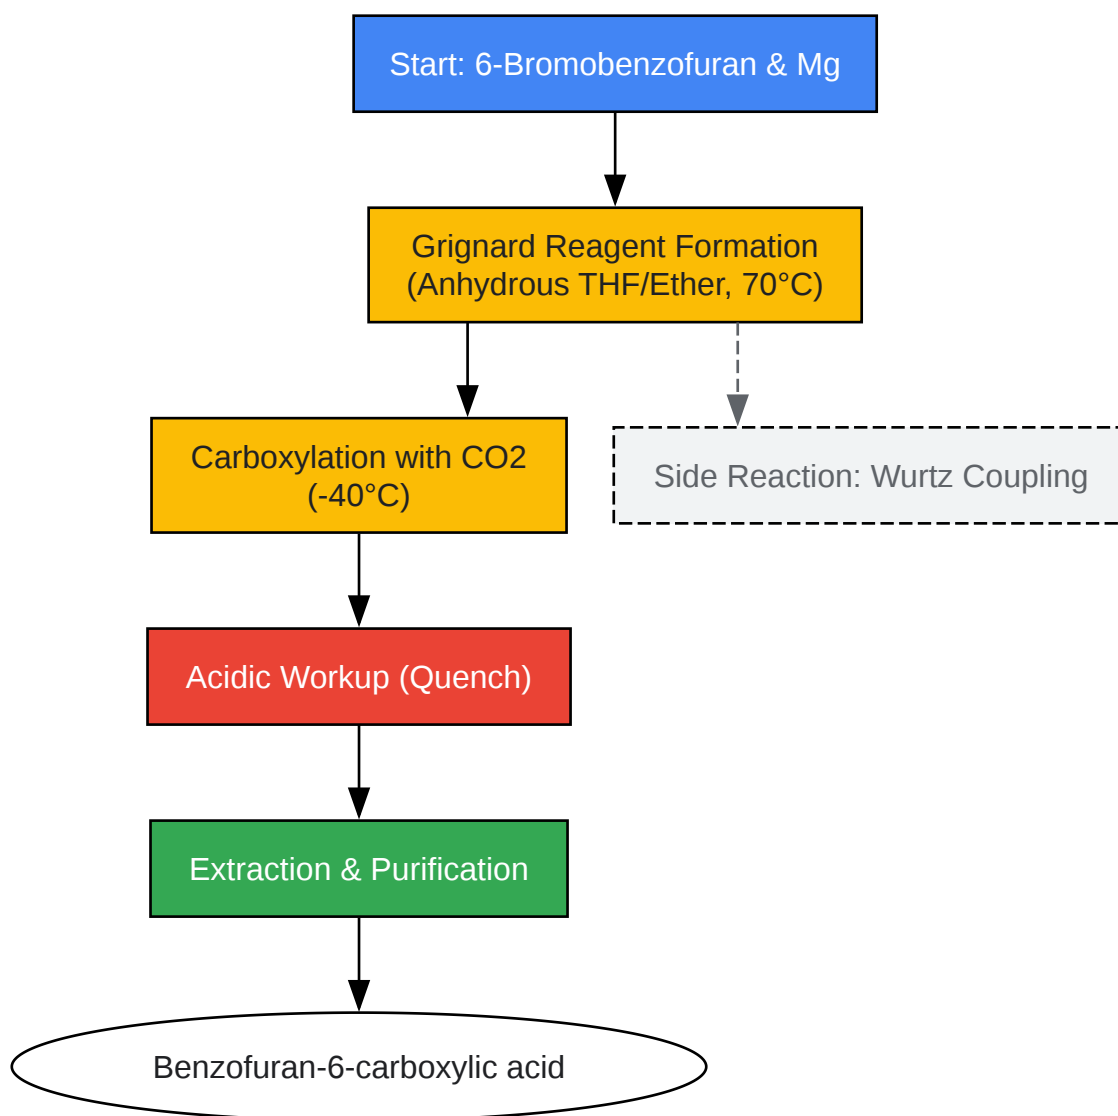 Start: 6-Bromobenzofuran & Mg
Grignard Reagent Formation
(Anhydrous THF/Ether, 70°C)
Carboxylation with CO2
(-40°C)
Side Reaction: Wurtz Coupling
Acidic Workup (Quench)
Extraction & Purification
Benzofuran-6-carboxylic acid